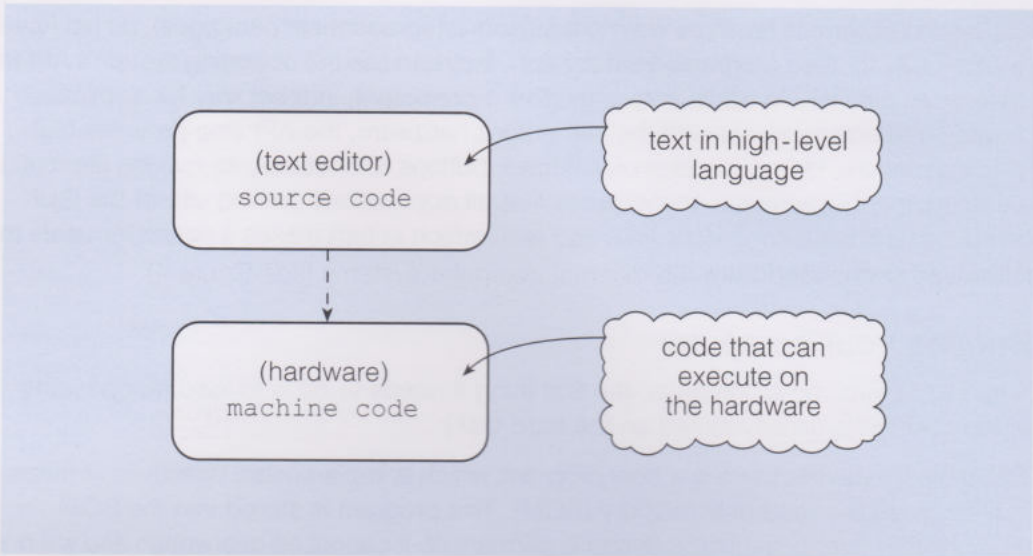 (text editor)
source code
text in high-level
language
(hardware)
machine code
code that can
execute on
the hardware